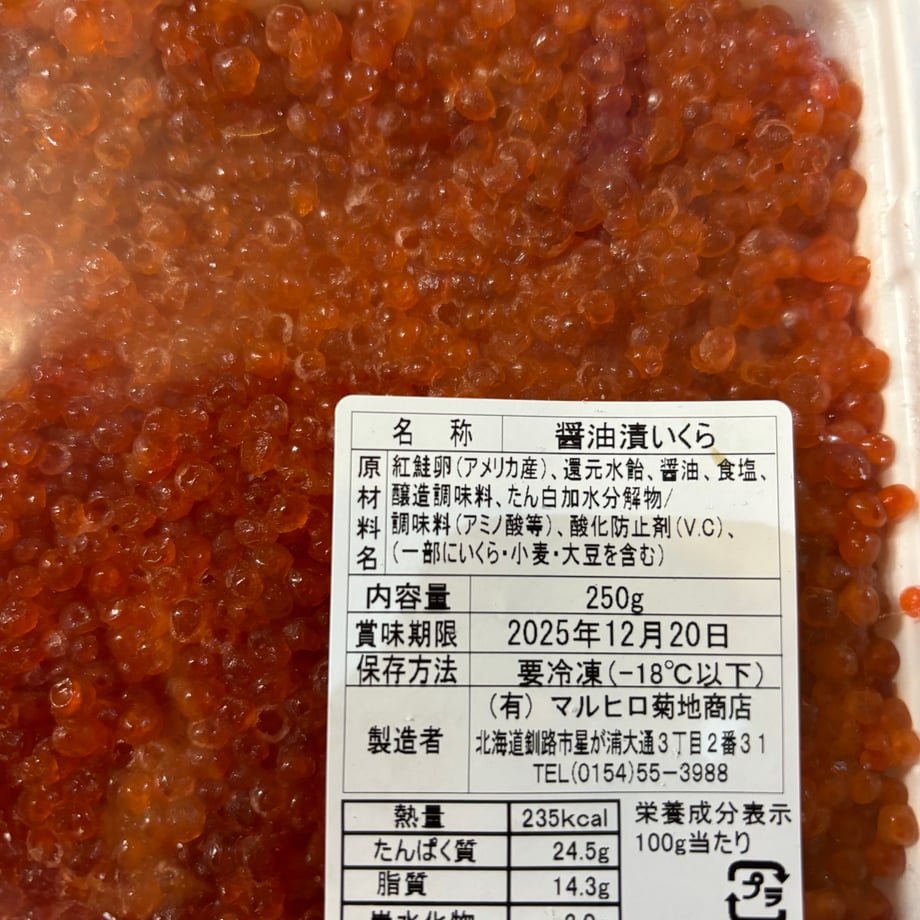 名称 醤油漬いくら
原材料名 紅鮭卵(アメリカ産)、還元水飴、醤油、食塩、
醸造調味料、たん白加水分解物/
調味料(アミノ酸等)、酸化防止剤(V.C)、
(一部にいくら・小麦・大豆を含む)
内容量 250g
賞味期限 2025年12月20日
保存方法 要冷凍(-18℃以下)
製造者 (有) マルヒロ菊地商店
北海道釧路市星が浦大通3丁目2番31
TEL(0154)55-3988
栄養成分表示
100g当たり
熱量 235kcal
たんぱく質 24.5g
脂質 14.3g
炭水化物
プラ